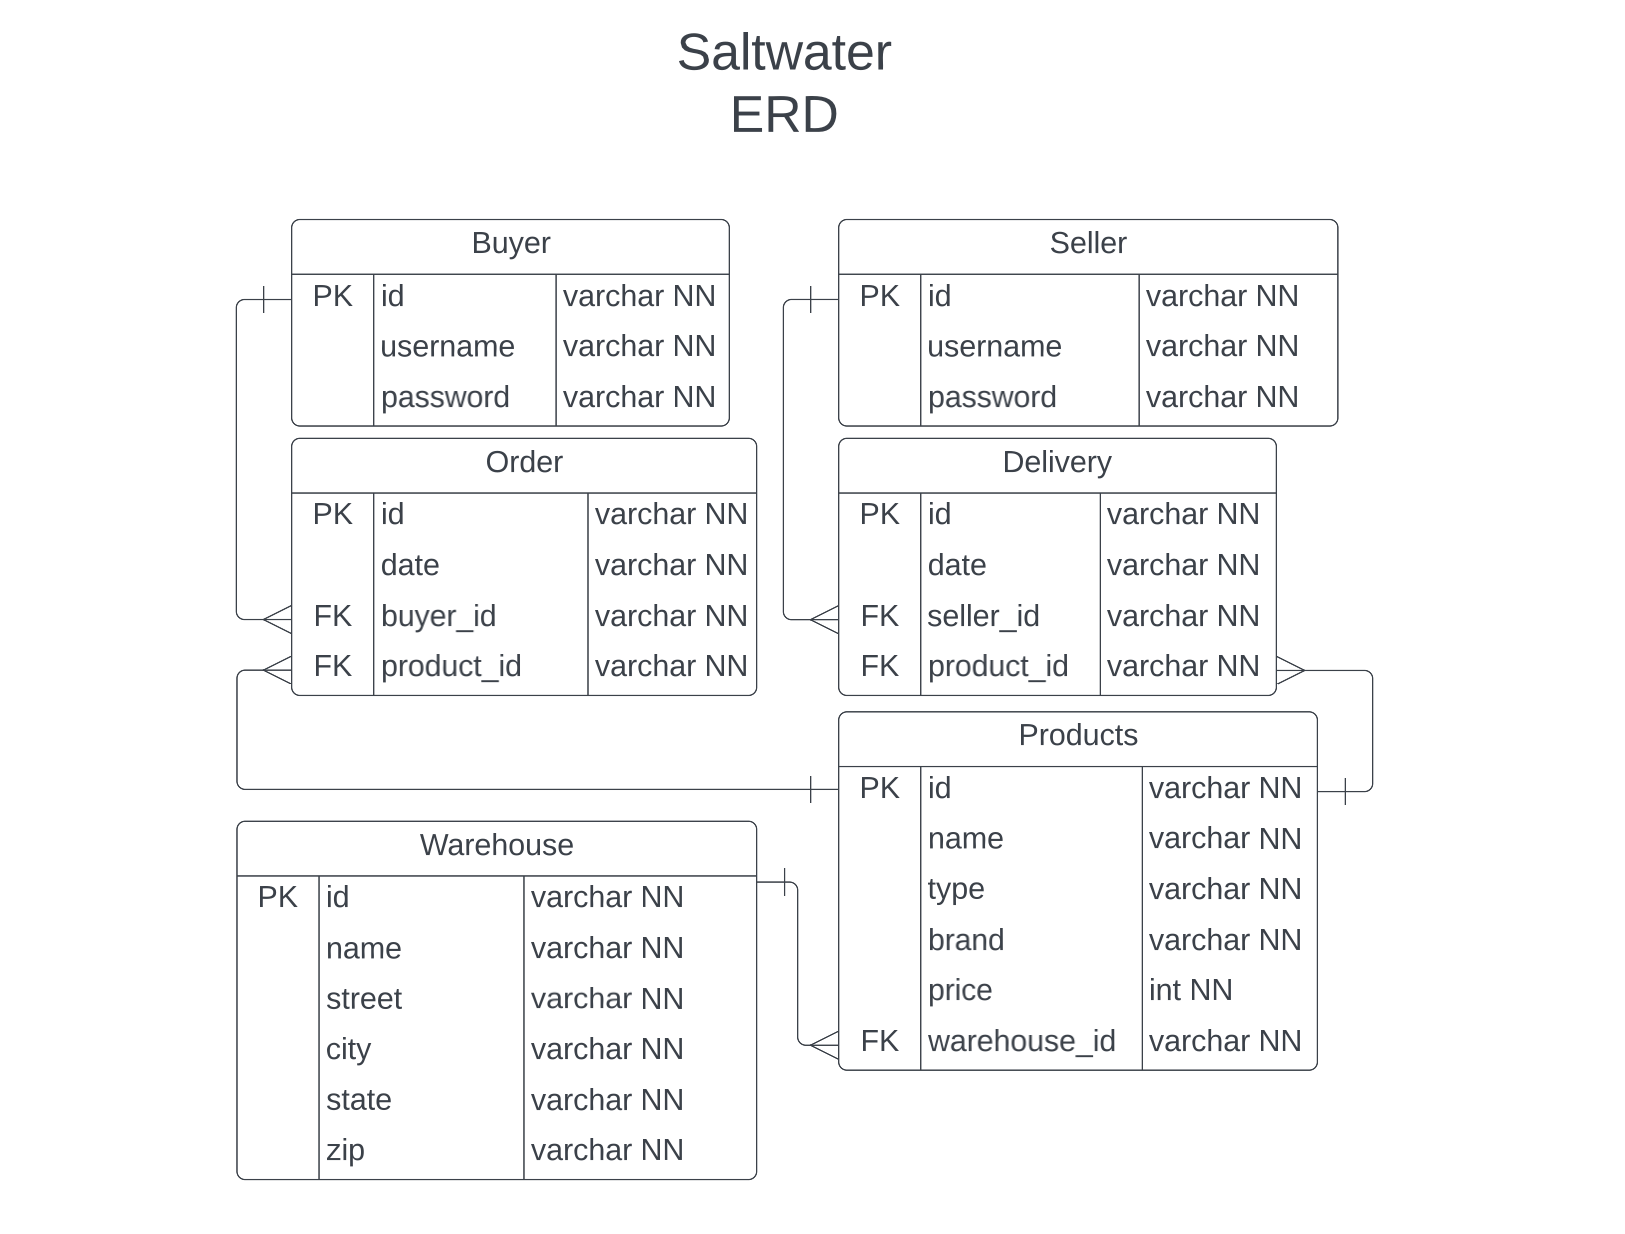 Saltwater
ERD
Buyer
PK id varchar NN
username varchar NN
password varchar NN
Seller
PK id varchar NN
username varchar NN
password varchar NN
Order
PK id varchar NN
date varchar NN
FK buyer_id varchar NN
FK product_id varchar NN
Delivery
PK id varchar NN
date varchar NN
FK seller_id varchar NN
FK product_id varchar NN
Products
PK id varchar NN
name varchar NN
type varchar NN
brand varchar NN
price int NN
FK warehouse_id varchar NN
Warehouse
PK id varchar NN
name varchar NN
street varchar NN
city varchar NN
state varchar NN
zip varchar NN